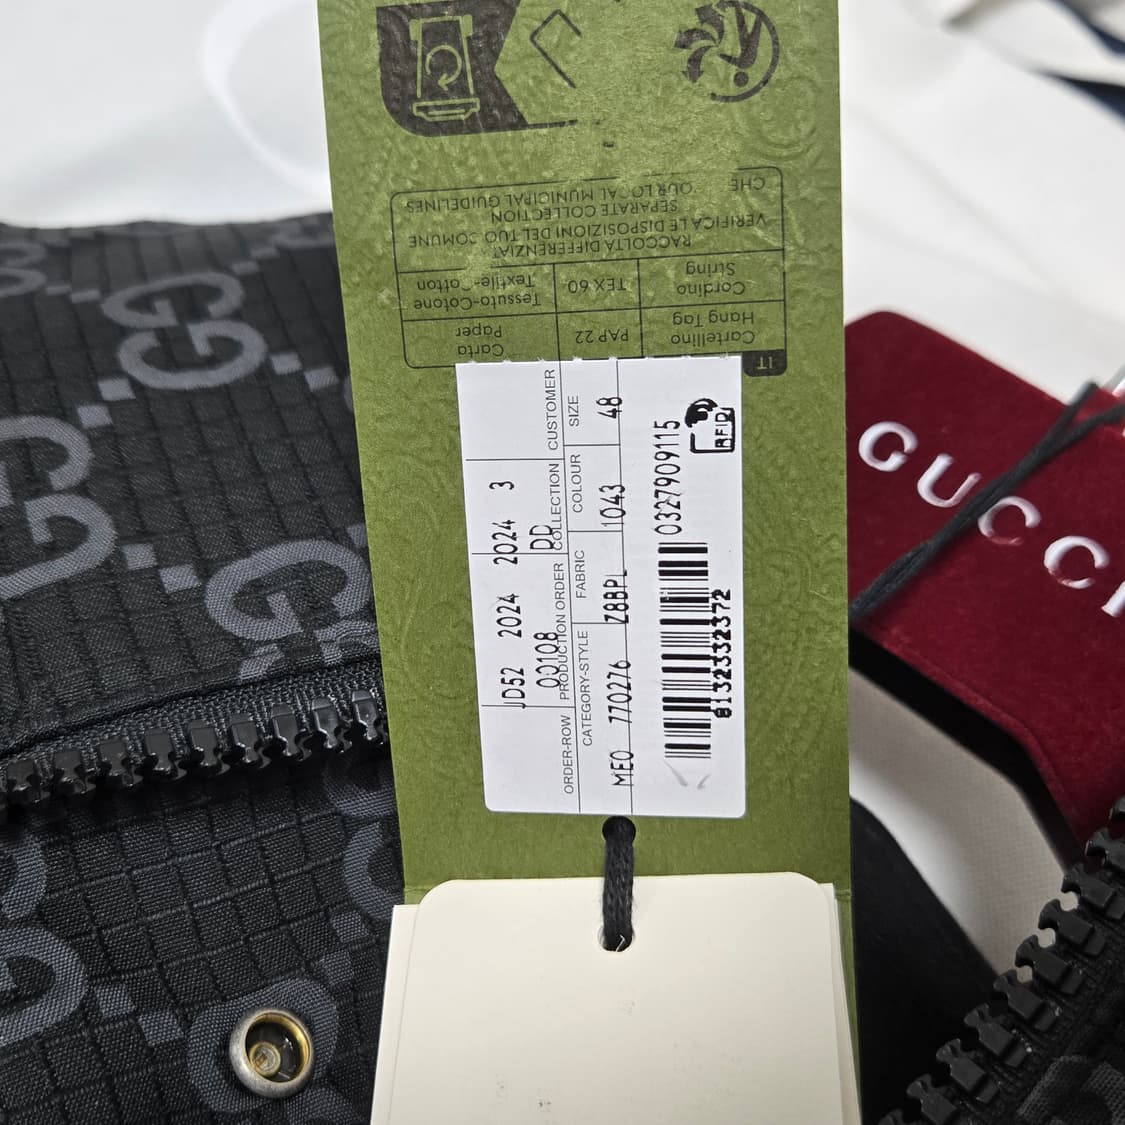 IT
Cartellino
Hang Tag
PAP 22
Carta
Paper
Cordino
String
TEX 60
Tessuto-Cotone
Textile-Cotton
RACCOLTA DIFFERENZIAT
VERIFICA LE DISPOSIZIONI DEL TUO COMUNE
SEPARATE COLLECTION
CHE OUR LOCAL MUNICIPAL GUIDELINES
JD52 2024 2024 3
00108 DD
ORDER-ROW PRODUCTION ORDER COLLECTION CUSTOMER
CATEGORY-STYLE FABRIC COLOUR SIZE
MEO 770276 Z8BPL 1043 48
0327909115
RFID
8132332372
GUCCI